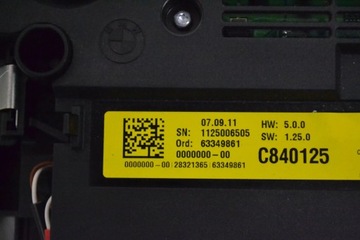 07.09.11 HW: 5.0.0
SN: 1125006505 SW: 1.25.0
Ord: 63349861
0000000-00 C840125
0000000-00 28321365 63349861